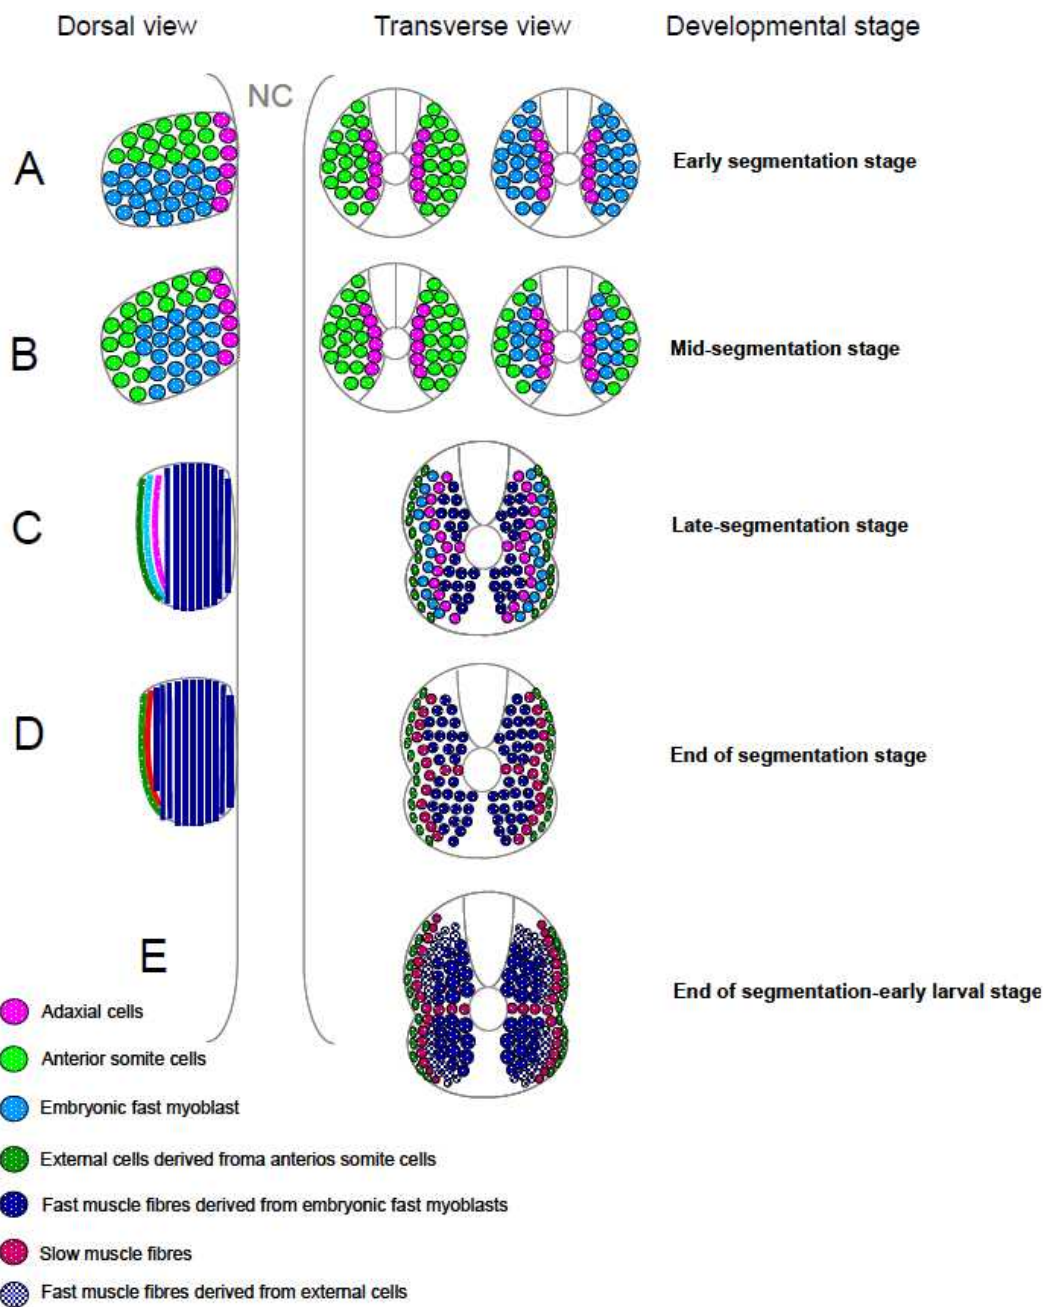 Dorsal view Transverse view Developmental stage
NC
A Early segmentation stage
B Mid-segmentation stage
C Late-segmentation stage
D End of segmentation stage
E End of segmentation-early larval stage
Adaxial cells
Anterior somite cells
Embryonic fast myoblast
External cells derived froma anterios somite cells
Fast muscle fibres derived from embryonic fast myoblasts
Slow muscle fibres
Fast muscle fibres derived from external cells